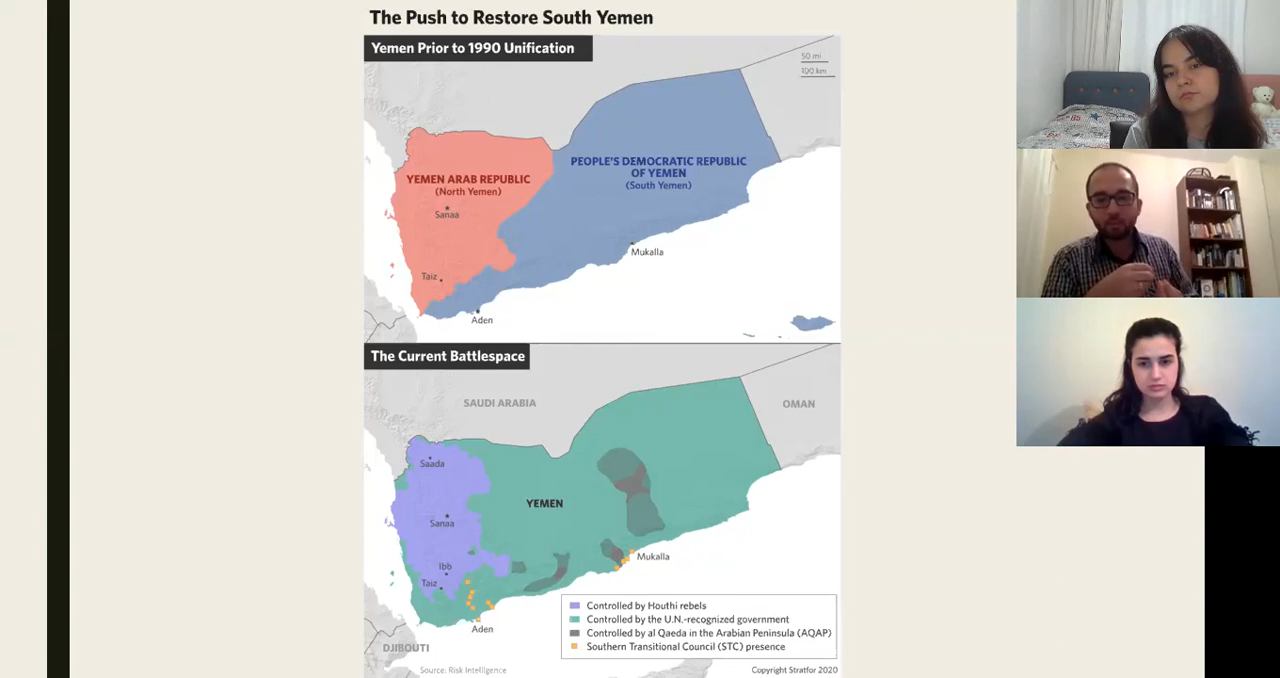 The Push to Restore South Yemen
Yemen Prior to 1990 Unification
50 mi
100 km
PEOPLE'S DEMOCRATIC REPUBLIC
OF YEMEN
(South Yemen)
YEMEN ARAB REPUBLIC
(North Yemen)
Sanaa
Mukalla
Taiz
Aden
The Current Battlespace
SAUDI ARABIA
OMAN
Saada
YEMEN
Sanaa
Mukalla
Ibb
Taiz
Aden
DJIBOUTI
Controlled by Houthi rebels
Controlled by the U.N.-recognized government
Controlled by al Qaeda in the Arabian Peninsula (AQAP)
Southern Transitional Council (STC) presence
Source: Risk Intelligence
Copyright Stratfor 2020